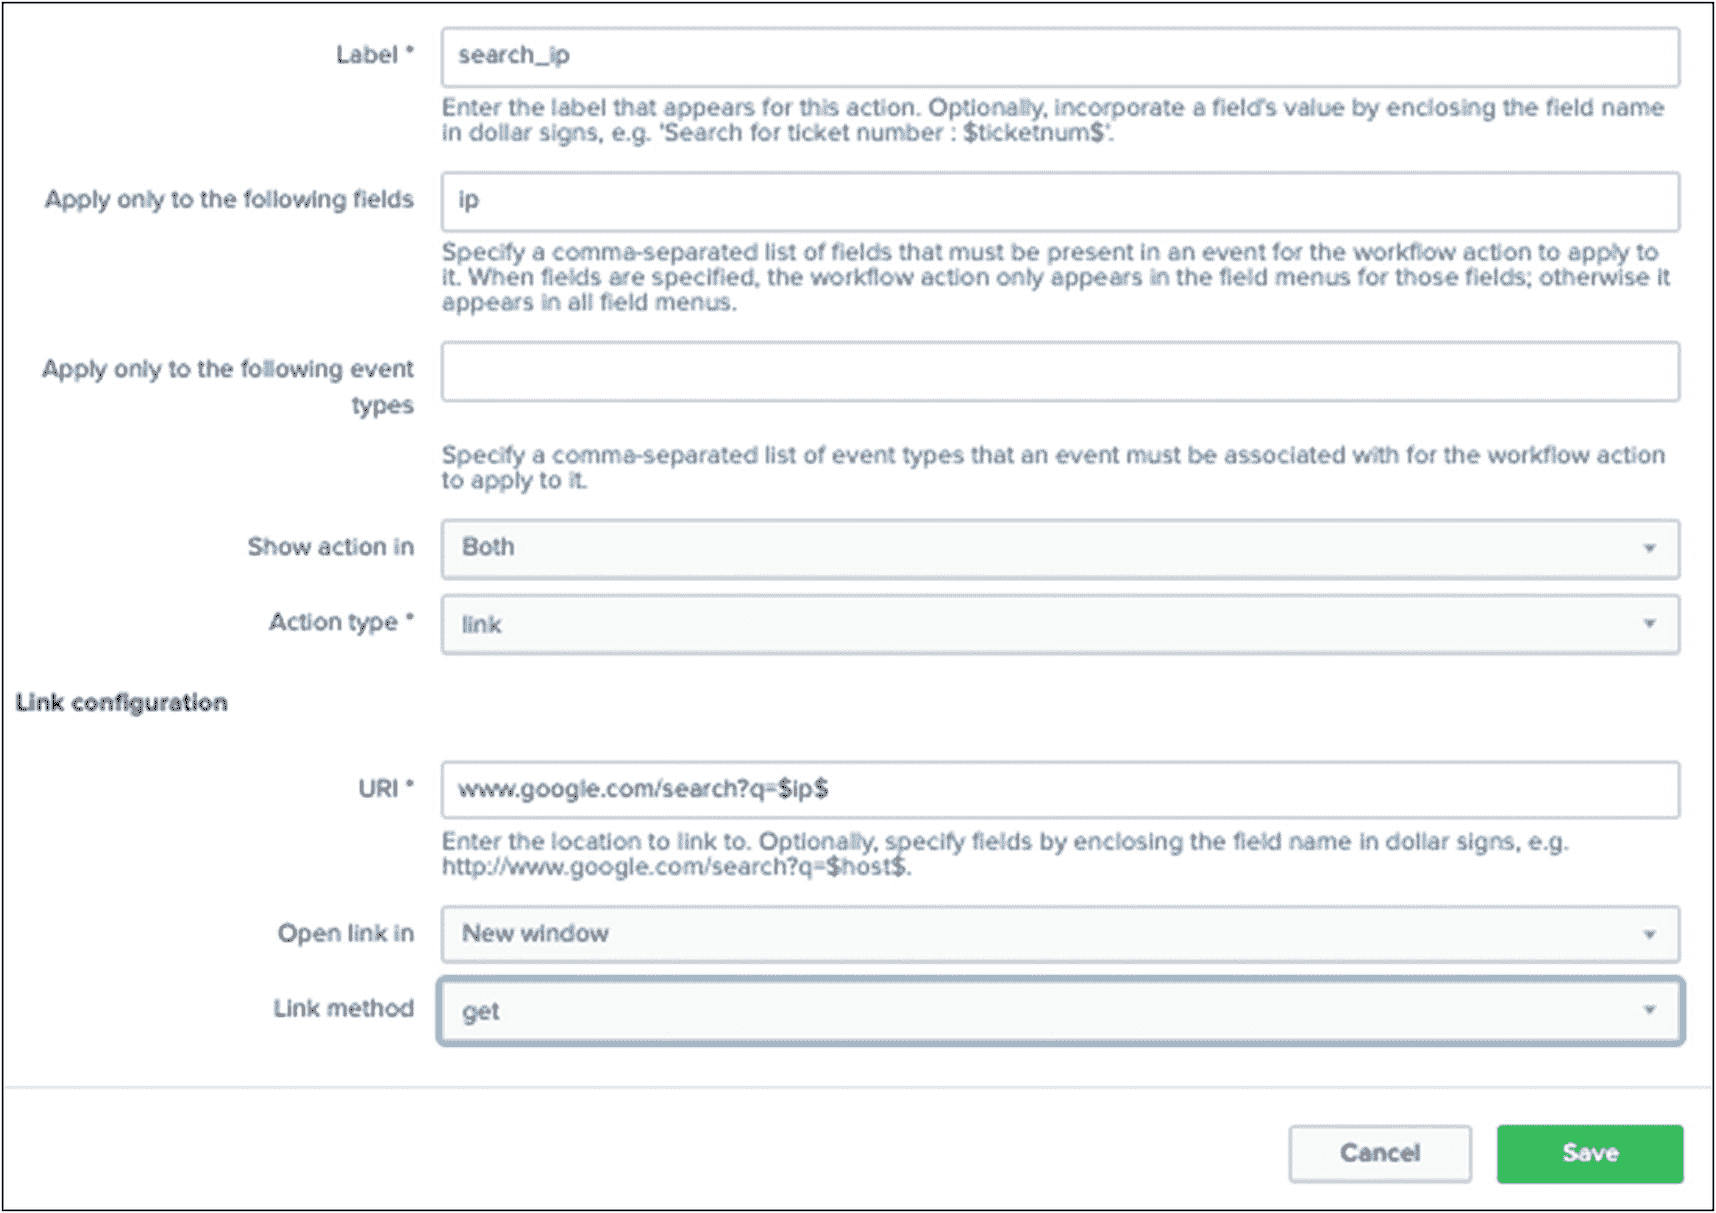 Label *
search_ip
Enter the label that appears for this action. Optionally, incorporate a field's value by enclosing the field name
in dollar signs, e.g. 'Search for ticket number : $ticketnum$'.
Apply only to the following fields
ip
Specify a comma-separated list of fields that must be present in an event for the workflow action to apply to
it. When fields are specified, the workflow action only appears in the field menus for those fields; otherwise it
appears in all field menus.
Apply only to the following event
types
Specify a comma-separated list of event types that an event must be associated with for the workflow action
to apply to it.
Show action in
Both
Action type *
link
Link configuration
URI *
www.google.com/search?q=$ip$
Enter the location to link to. Optionally, specify fields by enclosing the field name in dollar signs, e.g.
http://www.google.com/search?q=$host$.
Open link in
New window
Link method
get
Cancel
Save